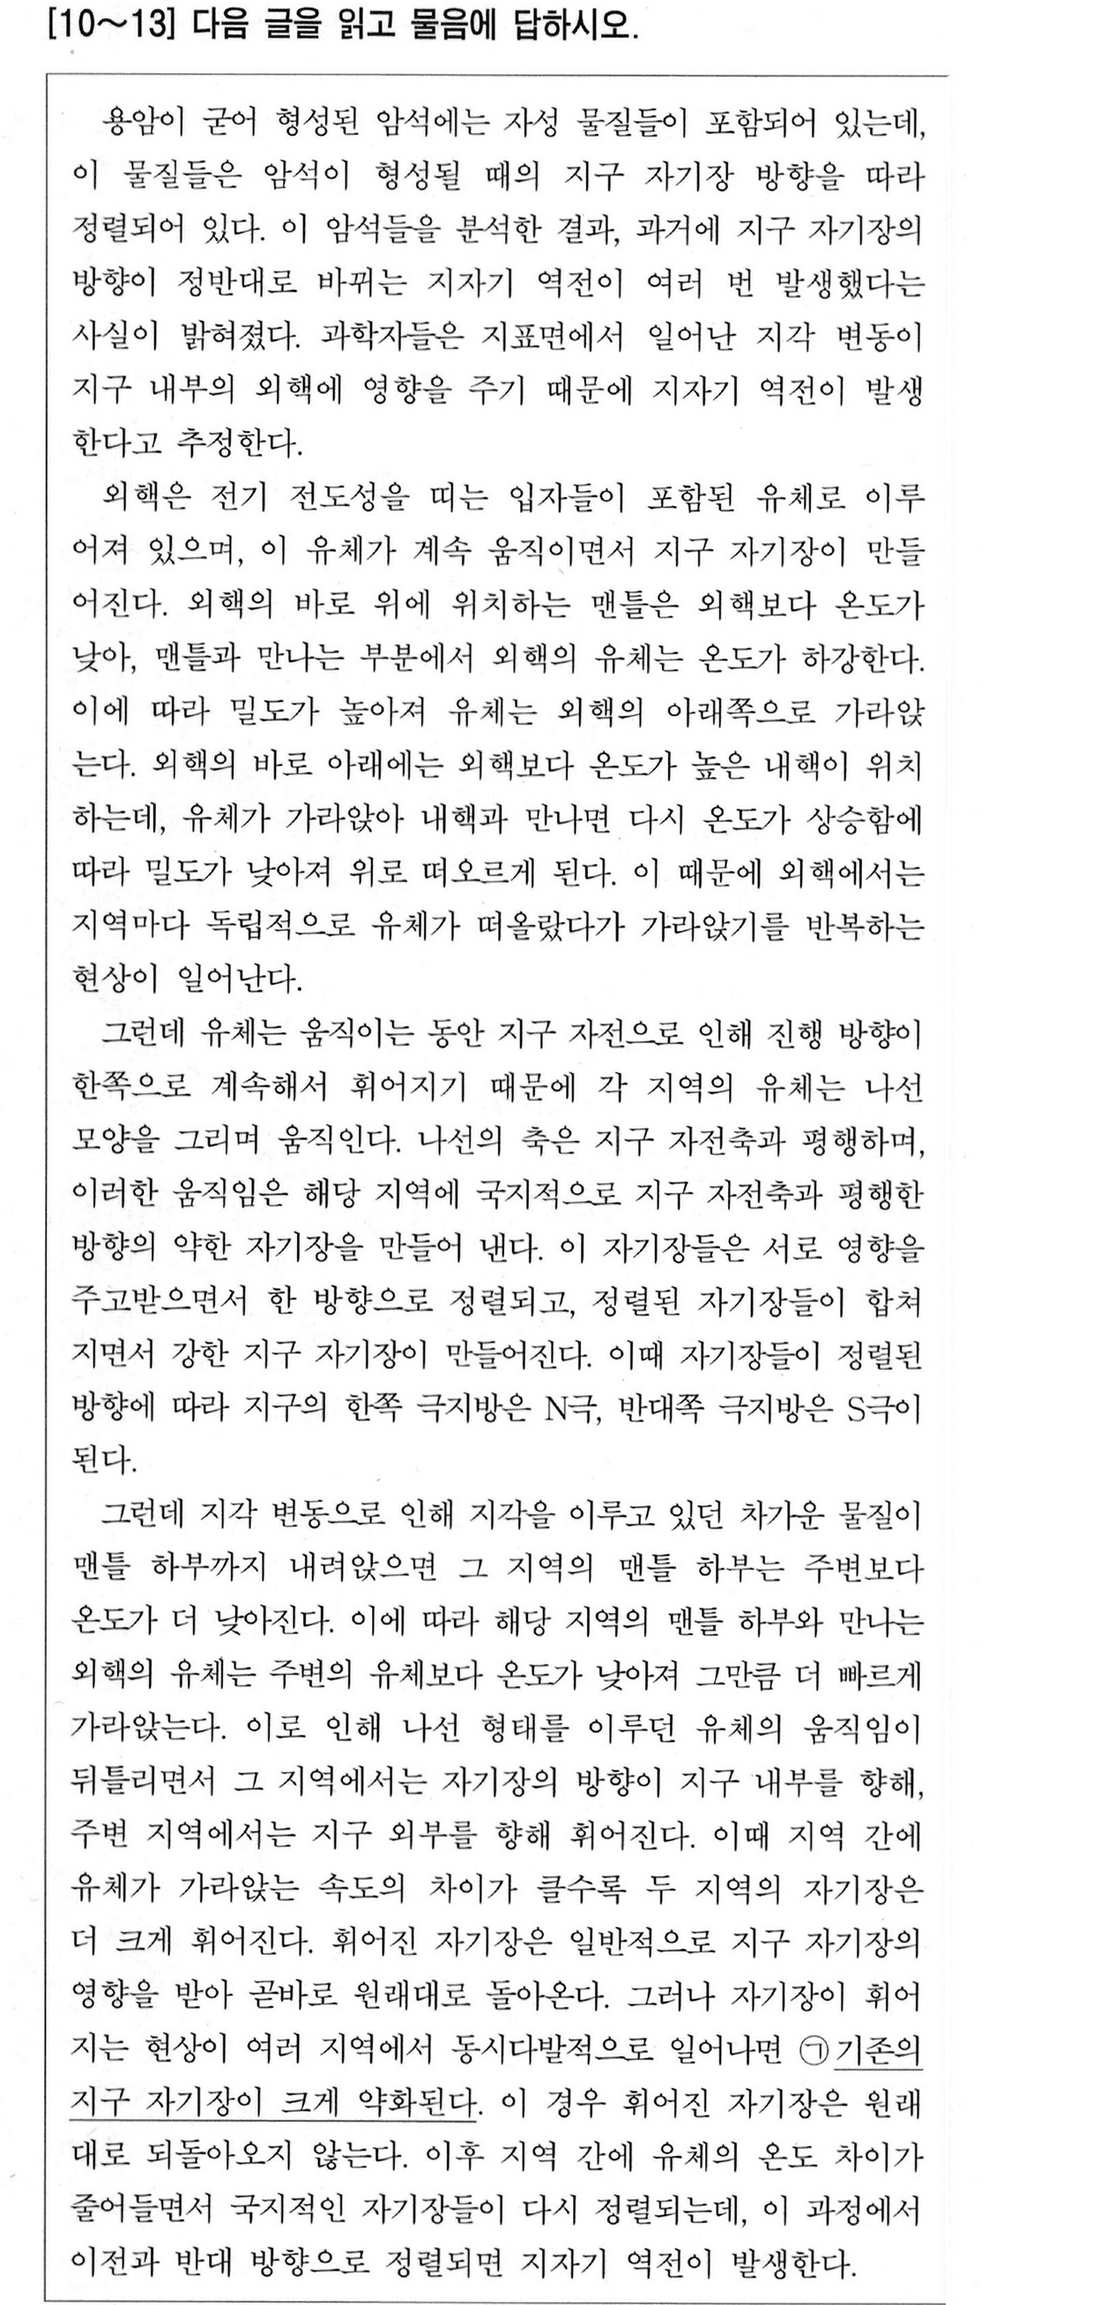 [10～13] 다음 글을 읽고 물음에 답하시오.
용암이 굳어 형성된 암석에는 자성 물질들이 포함되어 있는데,
이 물질들은 암석이 형성될 때의 지구 자기장 방향을 따라
정렬되어 있다. 이 암석들을 분석한 결과, 과거에 지구 자기장의
방향이 정반대로 바뀌는 지자기 역전이 여러 번 발생했다는
사실이 밝혀졌다. 과학자들은 지표면에서 일어난 지각 변동이
지구 내부의 외핵에 영향을 주기 때문에 지자기 역전이 발생
한다고 추정한다.
외핵은 전기 전도성을 띠는 입자들이 포함된 유체로 이루
어져 있으며, 이 유체가 계속 움직이면서 지구 자기장이 만들
어진다. 외핵의 바로 위에 위치하는 맨틀은 외핵보다 온도가
낮아, 맨틀과 만나는 부분에서 외핵의 유체는 온도가 하강한다.
이에 따라 밀도가 높아져 유체는 외핵의 아래쪽으로 가라앉
는다. 외핵의 바로 아래에는 외핵보다 온도가 높은 내핵이 위치
하는데, 유체가 가라앉아 내핵과 만나면 다시 온도가 상승함에
따라 밀도가 낮아져 위로 떠오르게 된다. 이 때문에 외핵에서는
지역마다 독립적으로 유체가 떠올랐다가 가라앉기를 반복하는
현상이 일어난다.
그런데 유체는 움직이는 동안 지구 자전으로 인해 진행 방향이
한쪽으로 계속해서 휘어지기 때문에 각 지역의 유체는 나선
모양을 그리며 움직인다. 나선의 축은 지구 자전축과 평행하며,
이러한 움직임은 해당 지역에 국지적으로 지구 자전축과 평행한
방향의 약한 자기장을 만들어 낸다. 이 자기장들은 서로 영향을
주고받으면서 한 방향으로 정렬되고, 정렬된 자기장들이 합쳐
지면서 강한 지구 자기장이 만들어진다. 이때 자기장들이 정렬된
방향에 따라 지구의 한쪽 극지방은 N극, 반대쪽 극지방은 S극이
된다.
그런데 지각 변동으로 인해 지각을 이루고 있던 차가운 물질이
맨틀 하부까지 내려앉으면 그 지역의 맨틀 하부는 주변보다
온도가 더 낮아진다. 이에 따라 해당 지역의 맨틀 하부와 만나는
외핵의 유체는 주변의 유체보다 온도가 낮아져 그만큼 더 빠르게
가라앉는다. 이로 인해 나선 형태를 이루던 유체의 움직임이
뒤틀리면서 그 지역에서는 자기장의 방향이 지구 내부를 향해,
주변 지역에서는 지구 외부를 향해 휘어진다. 이때 지역 간에
유체가 가라앉는 속도의 차이가 클수록 두 지역의 자기장은
더 크게 휘어진다. 휘어진 자기장은 일반적으로 지구 자기장의
영향을 받아 곧바로 원래대로 돌아온다. 그러나 자기장이 휘어
지는 현상이 여러 지역에서 동시다발적으로 일어나면 ㉠기존의
지구 자기장이 크게 약화된다. 이 경우 휘어진 자기장은 원래
대로 되돌아오지 않는다. 이후 지역 간에 유체의 온도 차이가
줄어들면서 국지적인 자기장들이 다시 정렬되는데, 이 과정에서
이전과 반대 방향으로 정렬되면 지자기 역전이 발생한다.